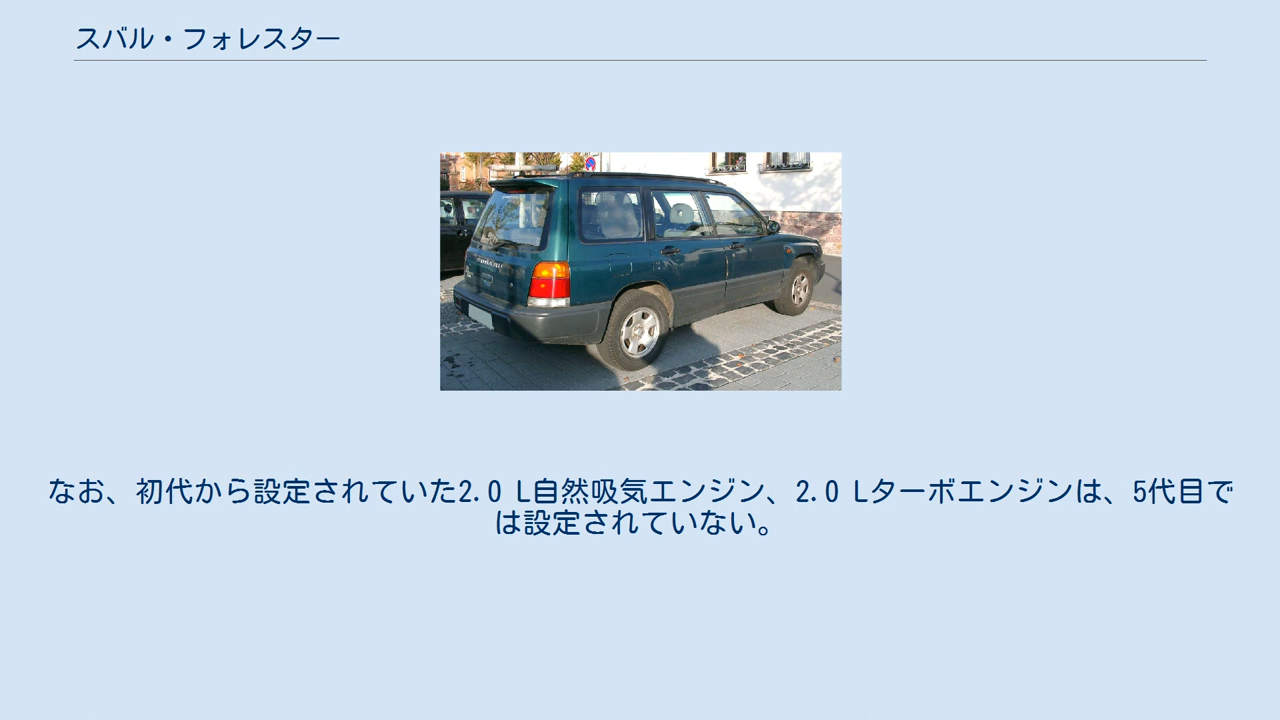 スバル・フォレスター
なお、初代から設定されていた2.0 L自然吸気エンジン、2.0 Lターボエンジンは、5代目で
は設定されていない。